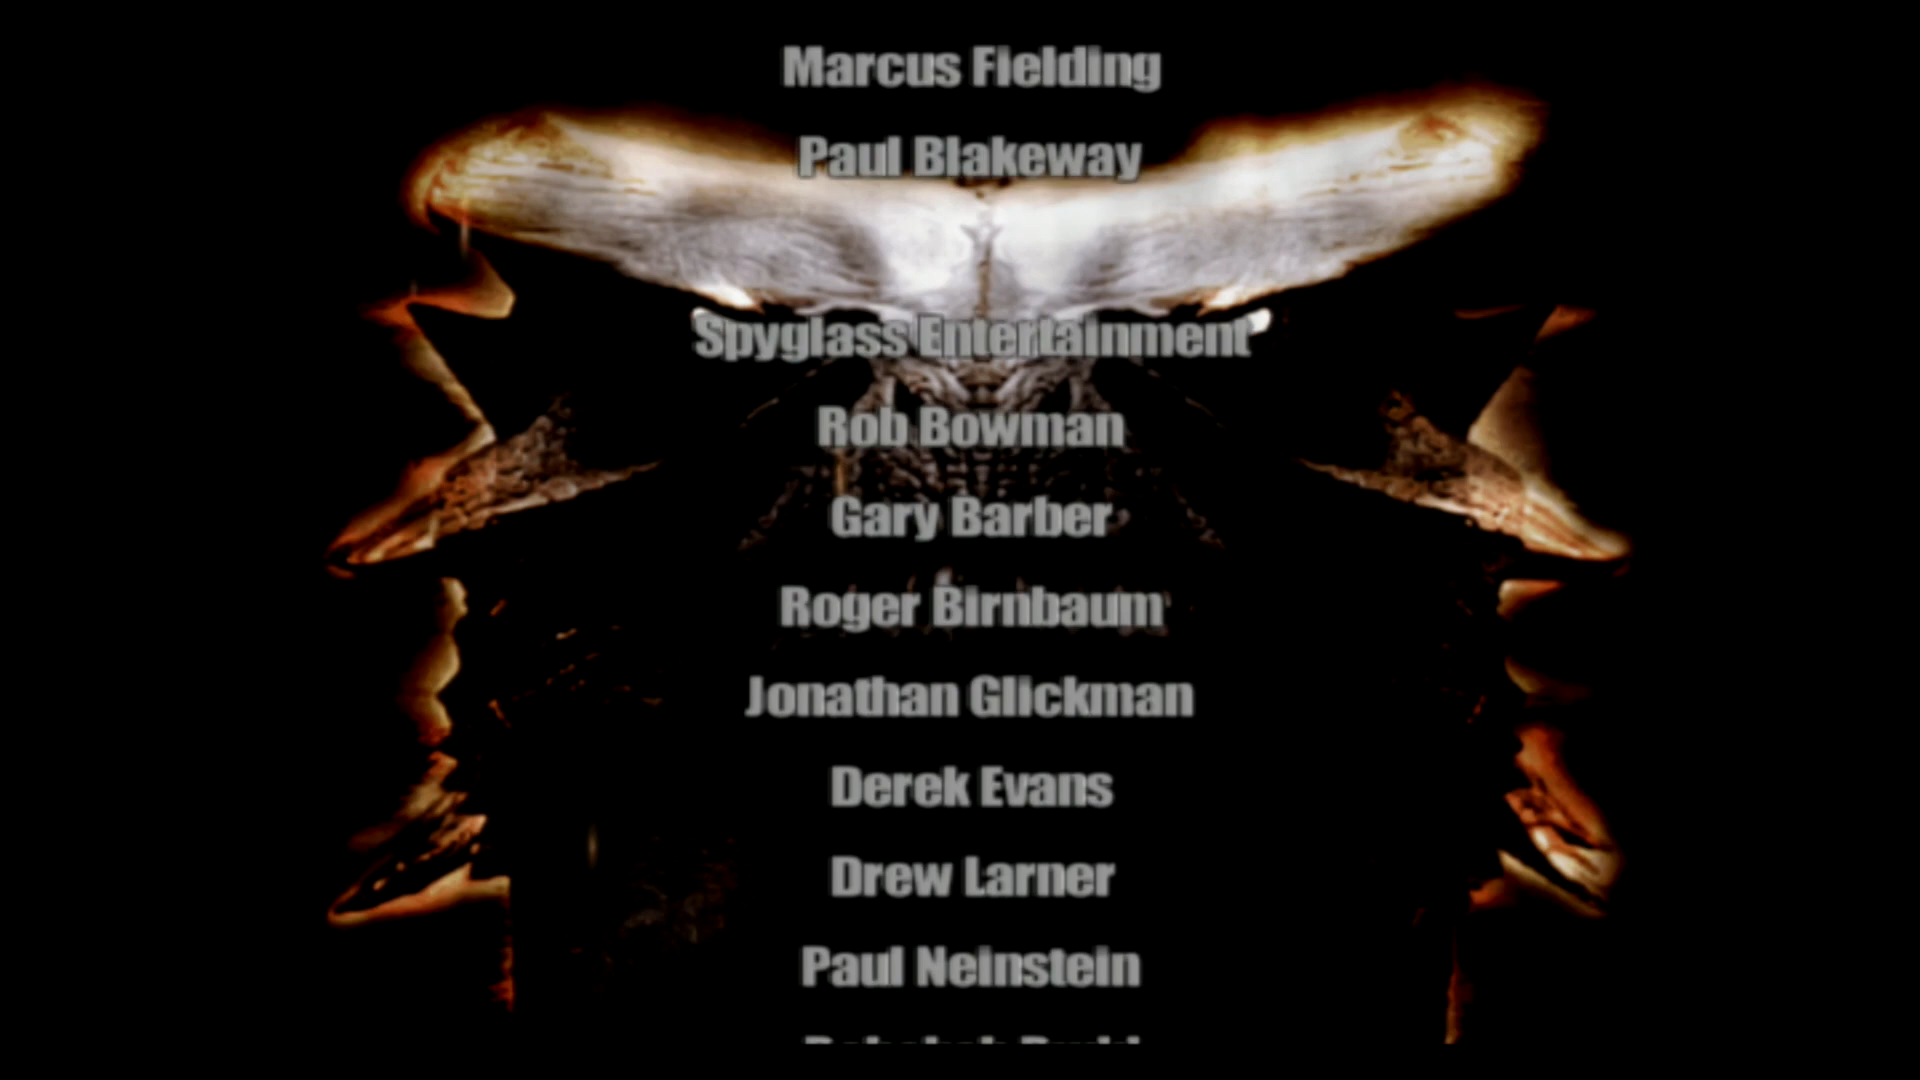 Marcus Fielding
Paul Blakeway
Spyglass Entertainment
Rob Bowman
Gary Barber
Roger Birnbaum
Jonathan Glickman
Derek Evans
Drew Larner
Paul Neinstein